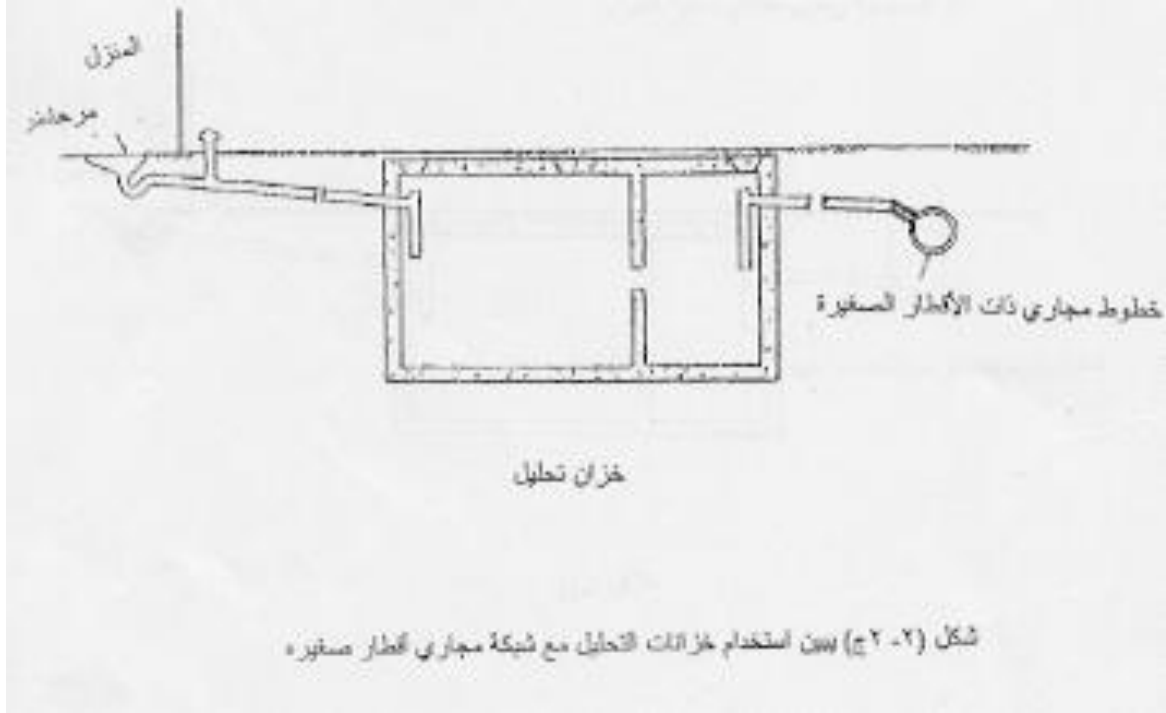 المنزل
مرحاض
خطوط مجاري ذات الأقطار الصغيرة
خزان تحليل
شكل (٢-٢ج) يبين استخدام خزانات التحليل مع شبكة مجاري أقطار صغيره